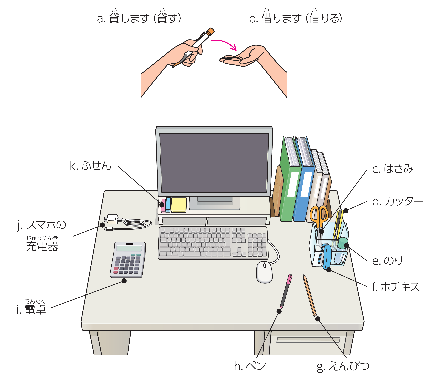 a. 貸します（貸す）
b. 借ります（借りる）
k. ふせん
c. はさみ
d. カッター
j. スマホの
充電器
e. のり
f. ホチキス
i. 電卓
h. ペン
g. えんぴつ